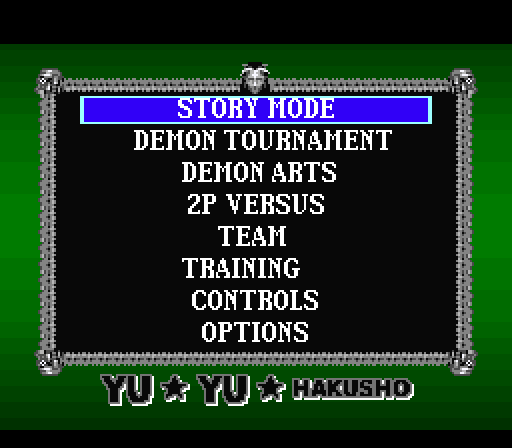 STORY MODE
DEMON TOURNAMENT
DEMON ARTS
2P VERSUS
TEAM
TRAINING
CONTROLS
OPTIONS
YU ★ YU ★ HAKUSHO